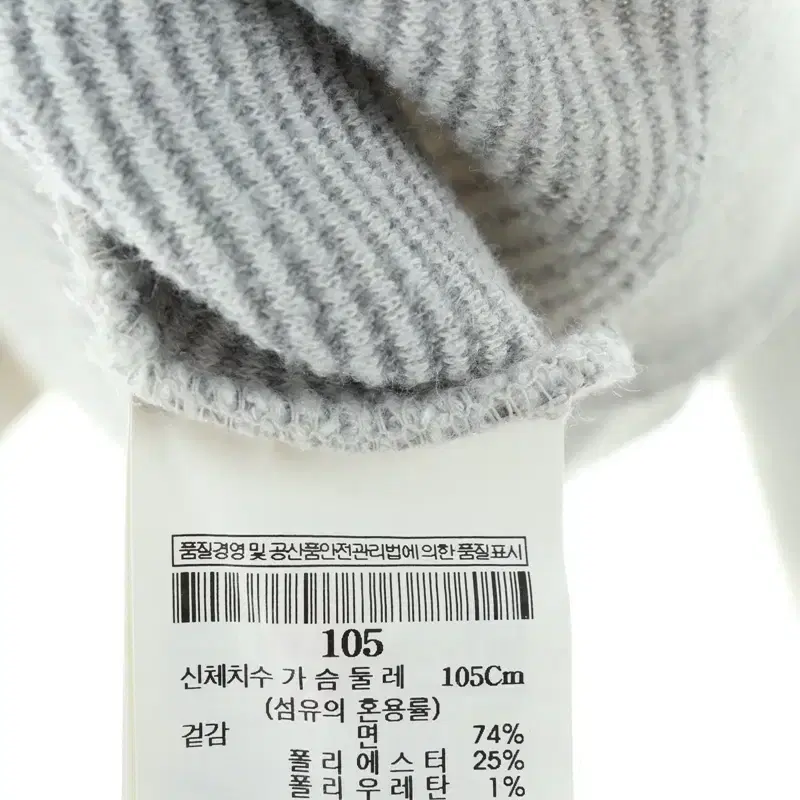 품질경영 및 공산품안전관리법에 의한 품질표시
105
신체치수 가슴둘레 105Cm
(섬유의 혼용률)
겉감 면 74%
폴리에스터 25%
폴리우레탄 1%